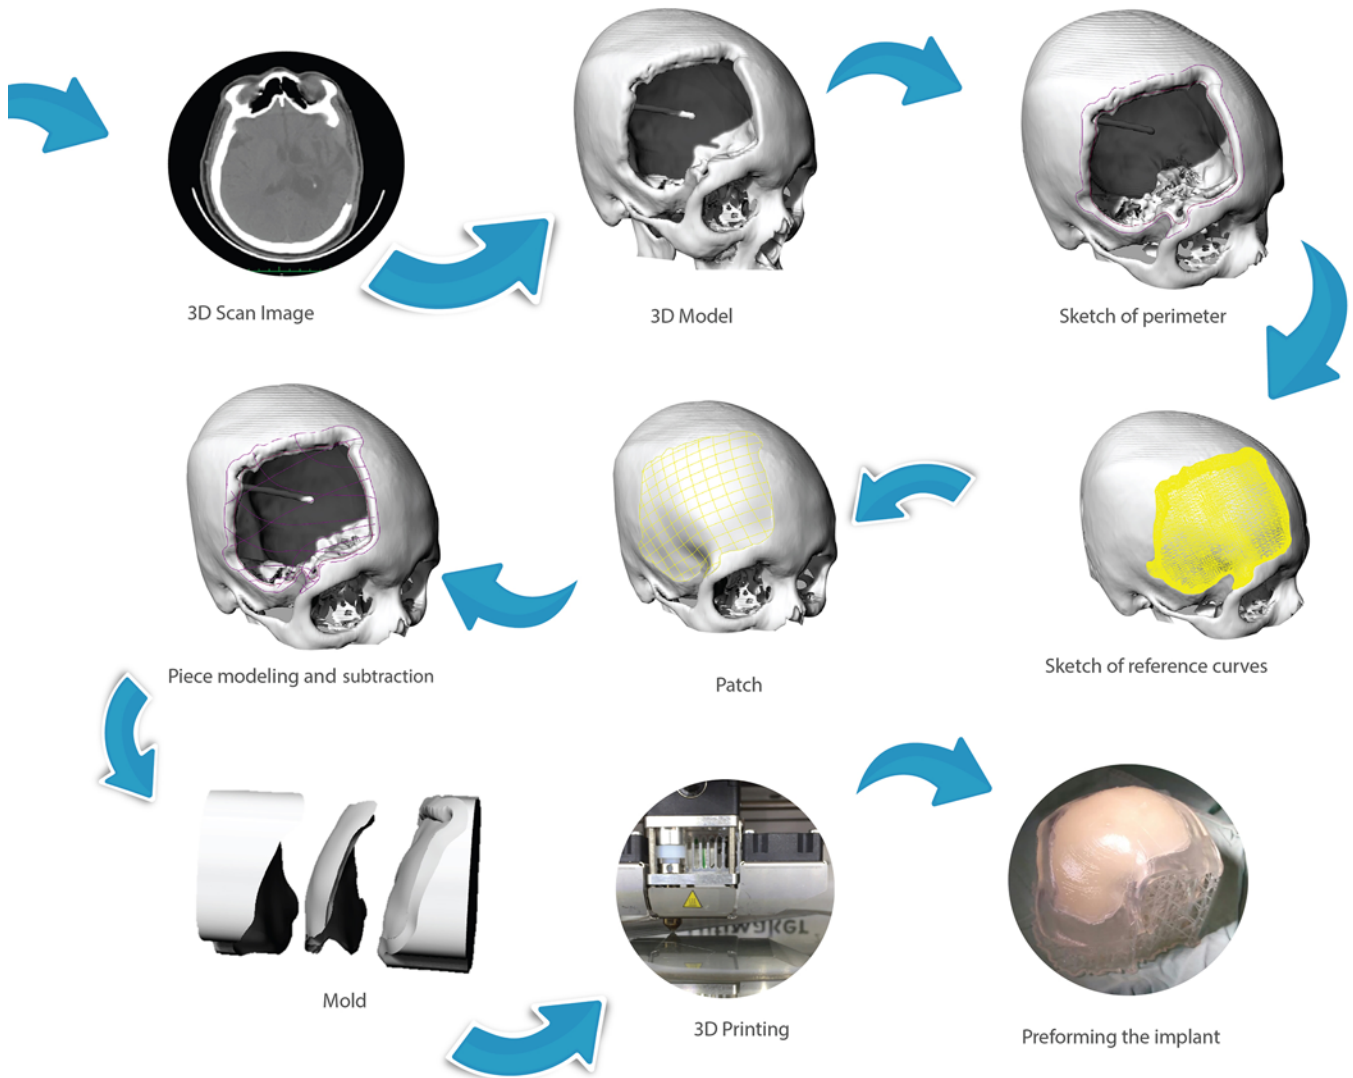 3D Scan Image
3D Model
Sketch of perimeter
Piece modeling and subtraction
Patch
Sketch of reference curves
Mold
3D Printing
Preforming the implant